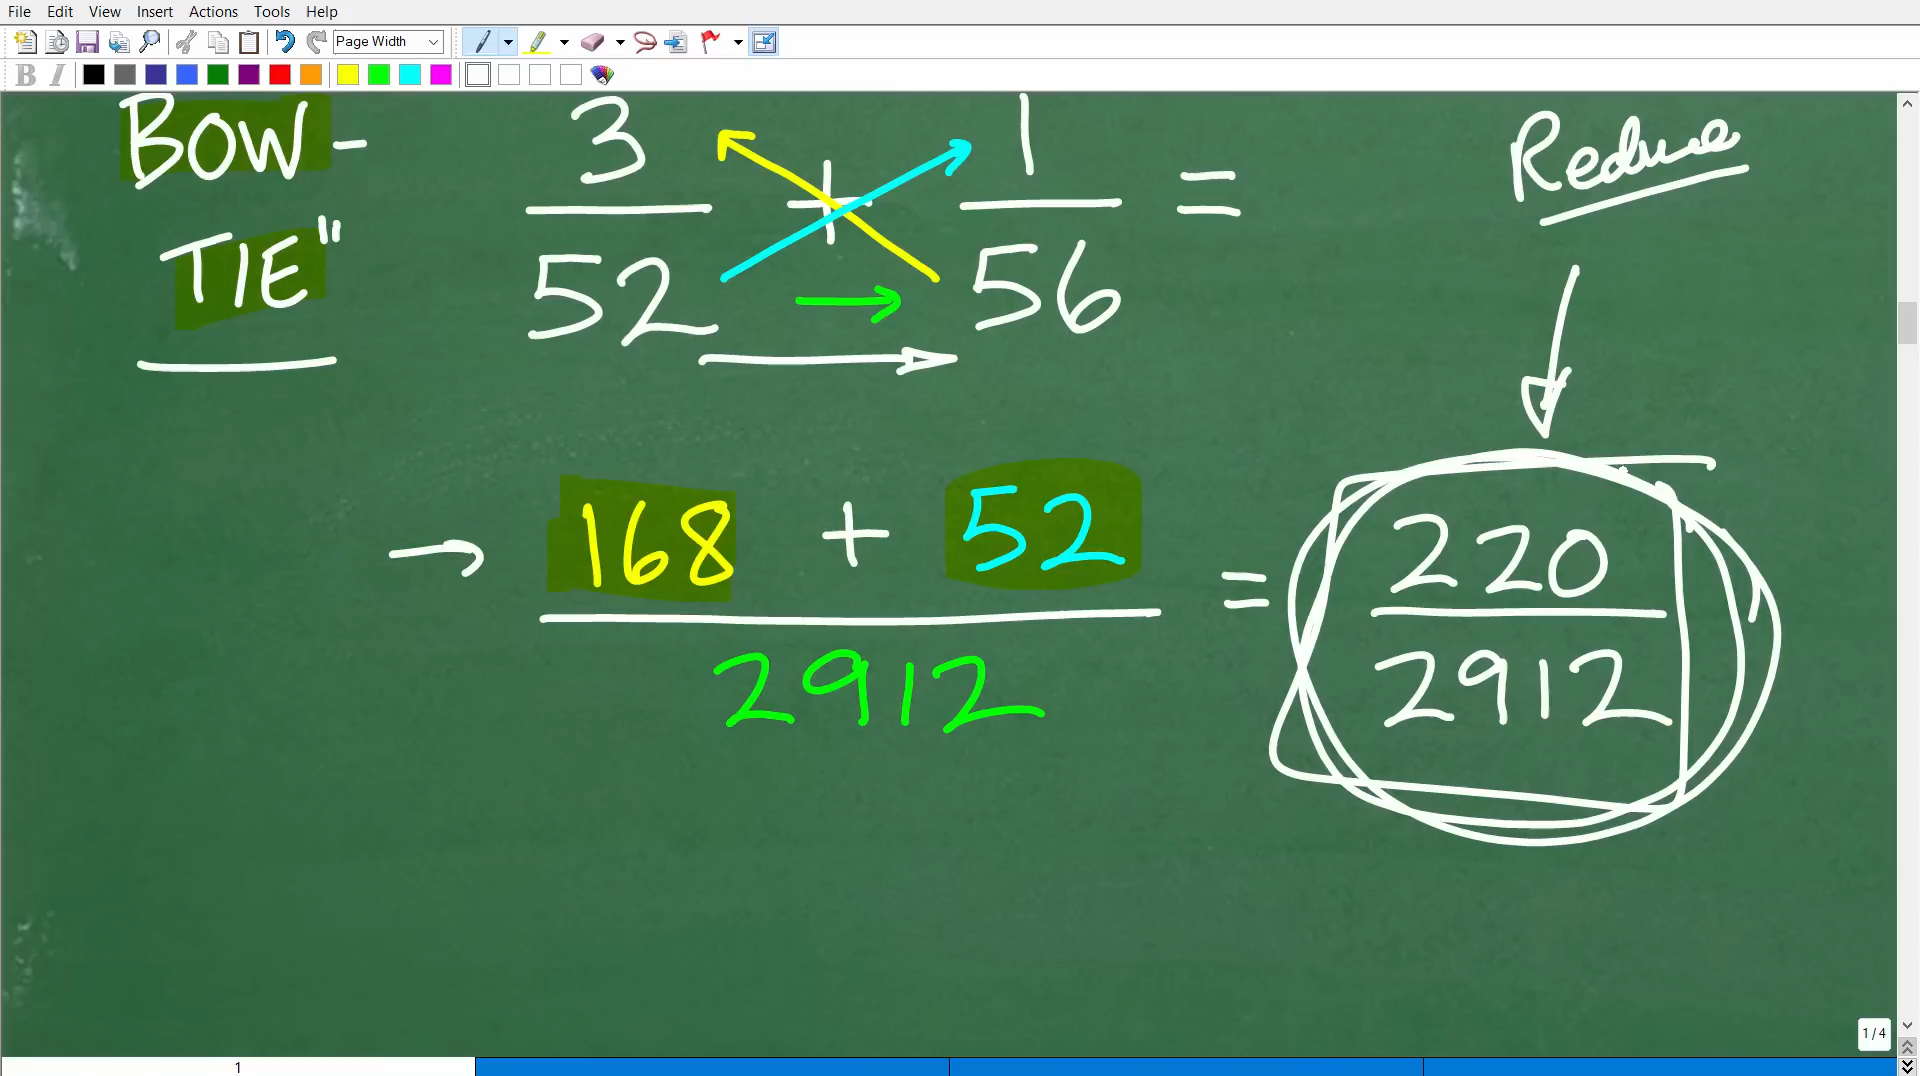 File Edit View Insert Actions Tools Help
Page Width
B I
BOW-
TIE"
3 + 1 =
52 56
Reduce
168 + 52 = 220
2912 2912
1/4
1